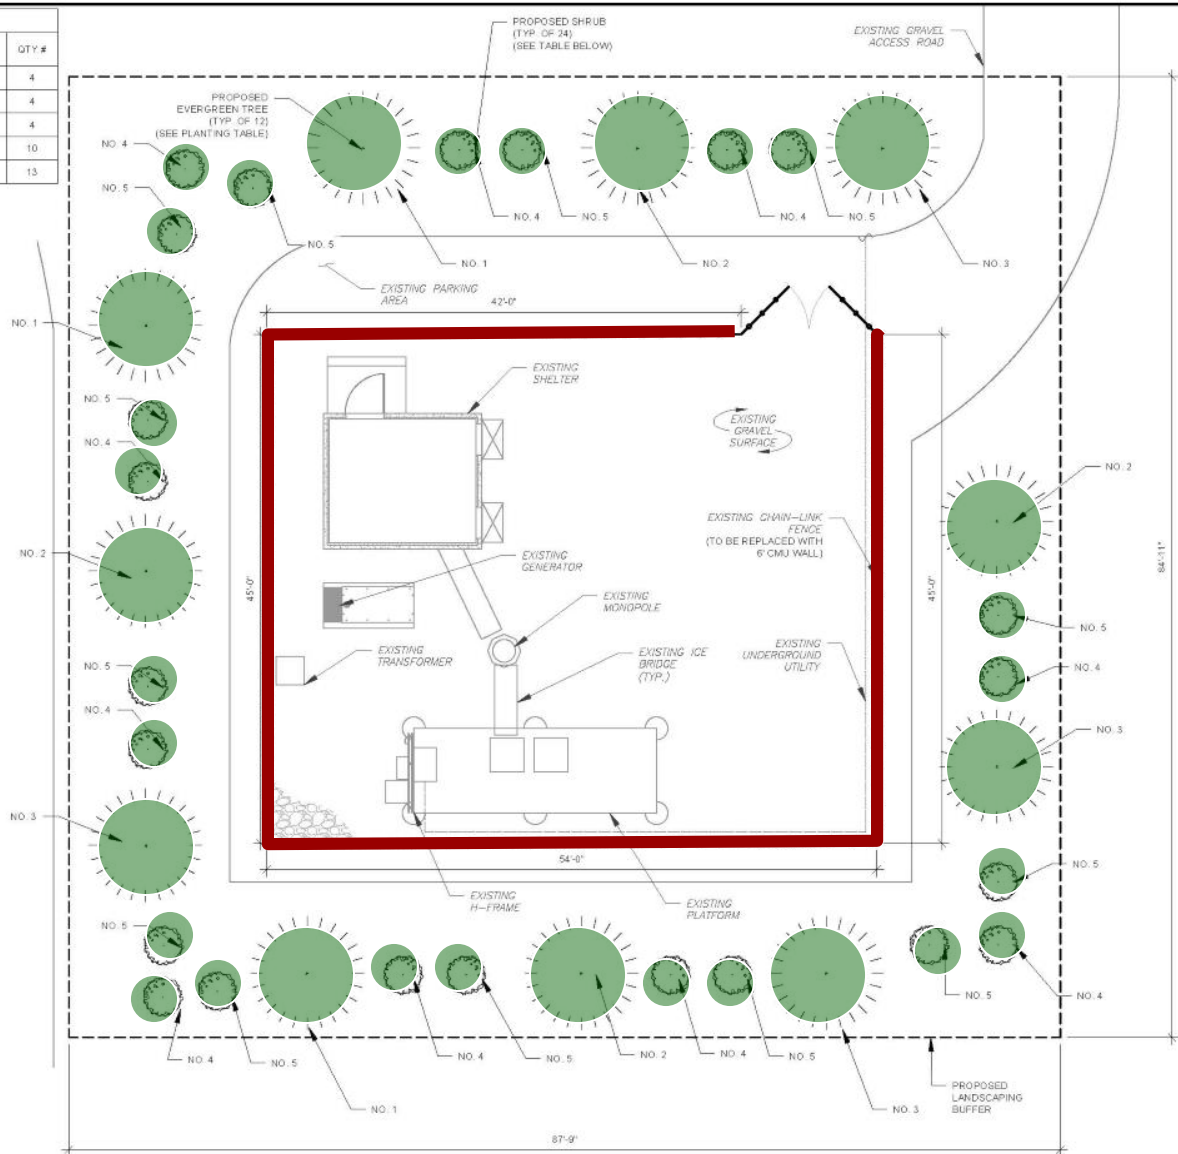 QTY #
4
4
4
10
13
PROPOSED SHRUB
(TYP. OF 24)
(SEE TABLE BELOW)
EXISTING GRAVEL
ACCESS ROAD
PROPOSED
EVERGREEN TREE
(TYP. OF 12)
(SEE PLANTING TABLE)
NO. 4
NO. 5
NO. 5
NO. 1
NO. 4
NO. 5
NO. 2
NO. 4
NO. 5
NO. 3
EXISTING PARKING
AREA
42'-0"
NO. 1
EXISTING
SHELTER
NO. 5
NO. 4
EXISTING
GRAVEL
SURFACE
NO. 2
EXISTING CHAIN-LINK
FENCE
(TO BE REPLACED WITH
6' CMU WALL)
NO. 2
EXISTING
GENERATOR
84'-11"
45'-0"
45'-0"
EXISTING
MONOPOLE
NO. 5
EXISTING
TRANSFORMER
EXISTING ICE
BRIDGE
(TYP.)
EXISTING
UNDERGROUND
UTILITY
NO. 5
NO. 4
NO. 4
NO. 3
NO. 3
54'-0"
NO. 5
EXISTING
H-FRAME
EXISTING
PLATFORM
NO. 5
NO. 5
NO. 4
NO. 4
NO. 5
NO. 4
NO. 5
NO. 2
NO. 4
NO. 5
NO. 1
NO. 3
PROPOSED
LANDSCAPING
BUFFER
87'-9"